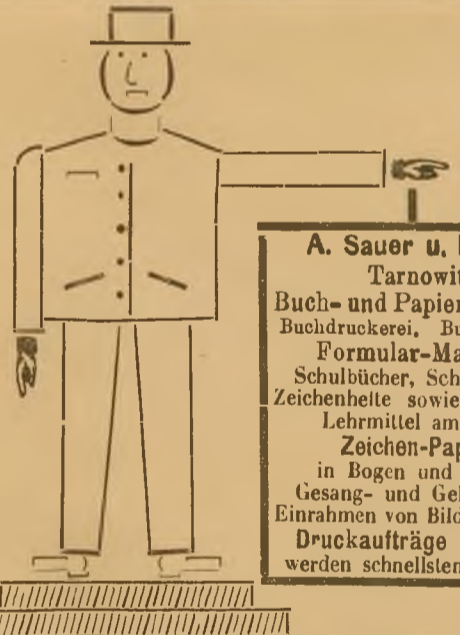 A. Sauer u.
Tarnowit
Buch- und Papier
Buchdruckerei, Bu
Formular-Ma
Schulbücher, Sch
Zeichenhefte sowie
Lehrmittel am
Zeichen-Pap
in Bogen und
Gesang- und Ge
Einrahmen von Bild
Druckaufträge
werden schnellsten